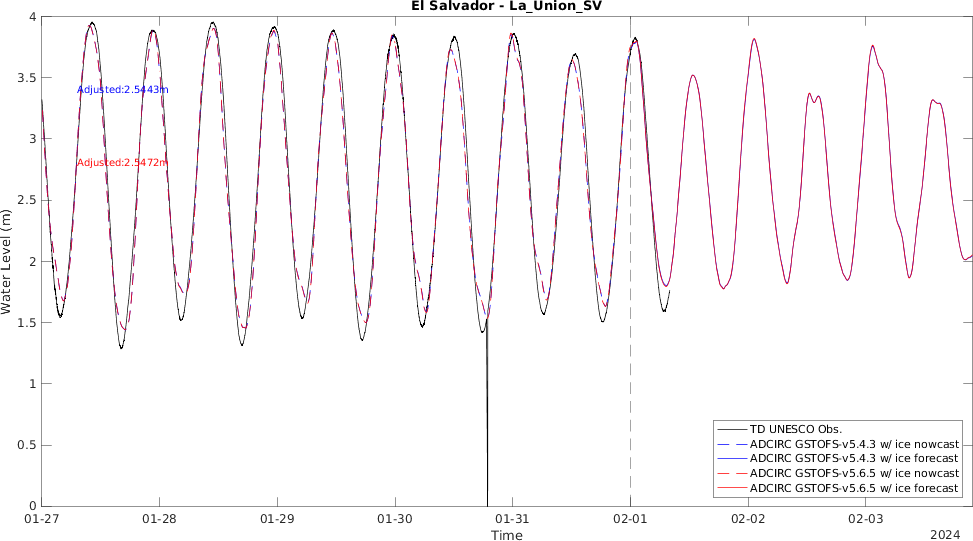 El Salvador - La_Union_SV
4
3.5
3
2.5
2
1.5
1
0.5
0
Water Level (m)
Adjusted:2.5443m
Adjusted:2.5472m
TD UNESCO Obs.
ADCIRC GSTOFS-v5.4.3 w/ ice nowcast
ADCIRC GSTOFS-v5.4.3 w/ ice forecast
ADCIRC GSTOFS-v5.6.5 w/ ice nowcast
ADCIRC GSTOFS-v5.6.5 w/ ice forecast
01-27 01-28 01-29 01-30 01-31 02-01 02-02 02-03
Time
2024